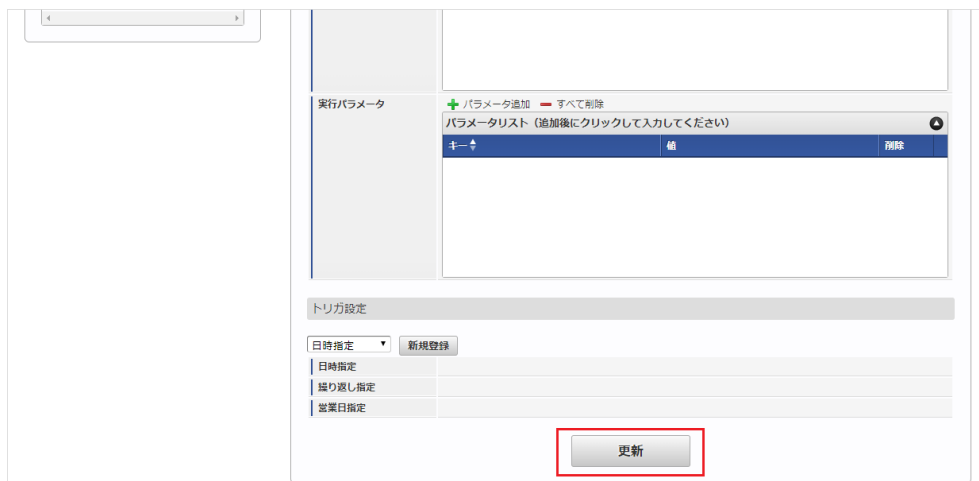 実行パラメータ
パラメータ追加 すべて削除
パラメータリスト（追加後にクリックして入力してください）
キー 値 削除
トリガ設定
日時指定 新規登録
日時指定
繰り返し指定
営業日指定
更新